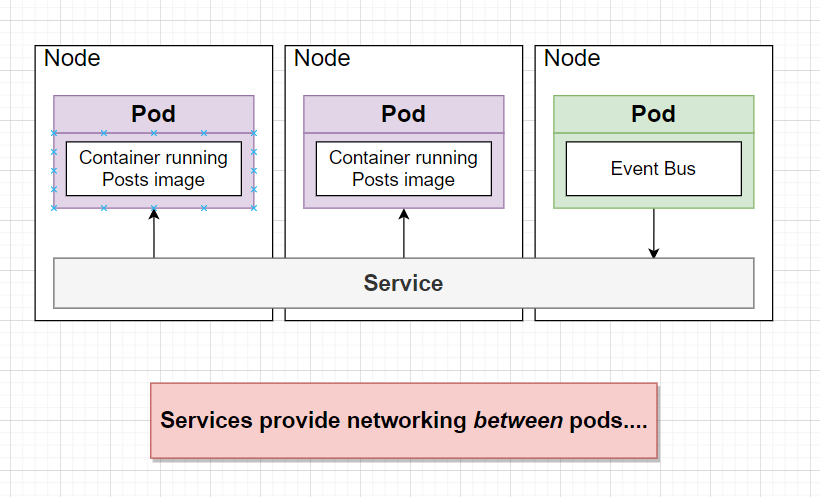 Node
Node
Node
Pod
Pod
Pod
Container running
Posts image
Container running
Posts image
Event Bus
Service
Services provide networking between pods....